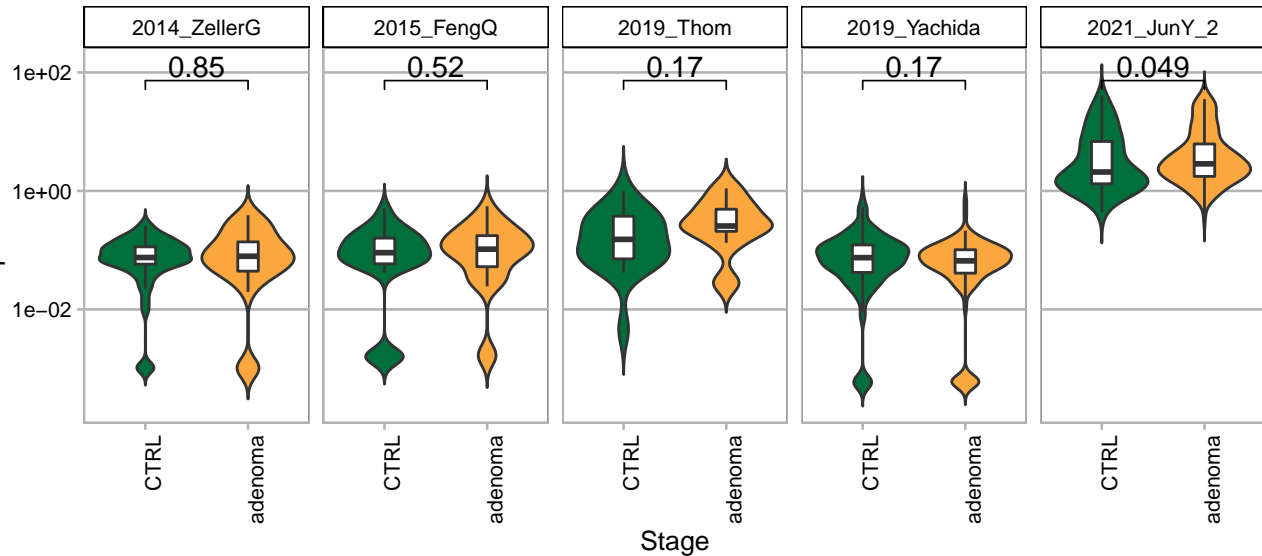 2014_ZellerG 2015_FengQ 2019_Thom 2019_Yachida 2021_JunY_2
1e+02
0.85 0.52 0.17 0.17 0.049
1e+00
1e−02
CTRL adenoma CTRL adenoma CTRL adenoma CTRL adenoma CTRL adenoma
Stage